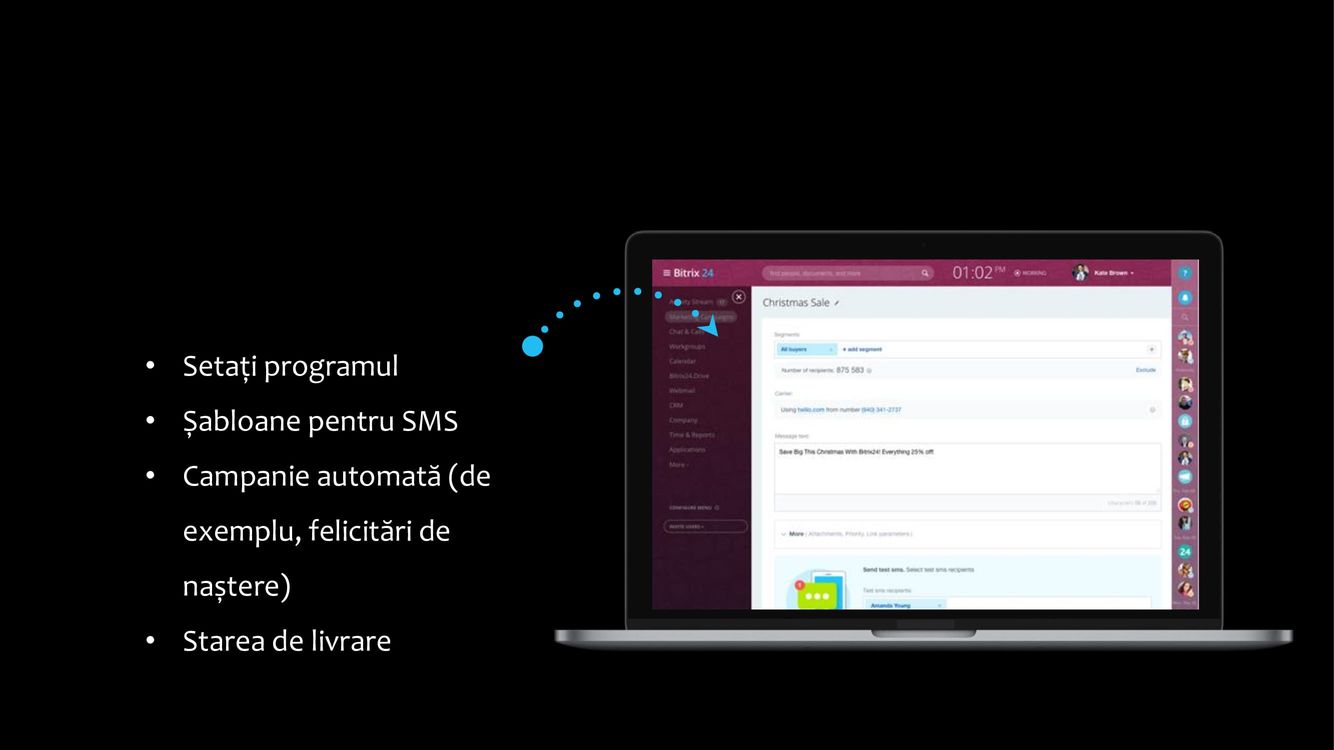 • Setați programul
• Șabloane pentru SMS
• Campanie automată (de
exemplu, felicitări de
naștere)
• Starea de livrare
Bitrix 24
find people, documents, and more
01:02 PM
WORKING
Kate Brown
Activity Stream
Marketing Campaigns
Chat & Calls
Workgroups
Calendar
Bitrix24.Drive
Webmail
CRM
Company
Time & Reports
Applications
More
CONFIGURE MENU
INVITE USERS
Christmas Sale
Segments
All buyers
+ add segment
Number of recipients: 875 583
Exclude
Carrier
Using twilio.com from number (940) 341-2737
Message text
Save Big This Christmas With Bitrix24! Everything 25% off!
More ( Attachments, Priority, Link parameters )
Send test sms. Select test sms recipients
Test sms recipients
Amanda Young
24